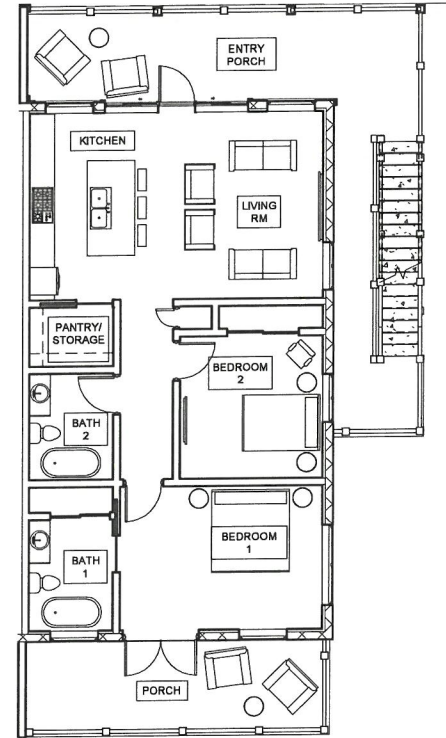 ENTRY
PORCH
KITCHEN
LIVING
RM
PANTRY/
STORAGE
BEDROOM
2
BATH
2
BEDROOM
1
BATH
1
PORCH